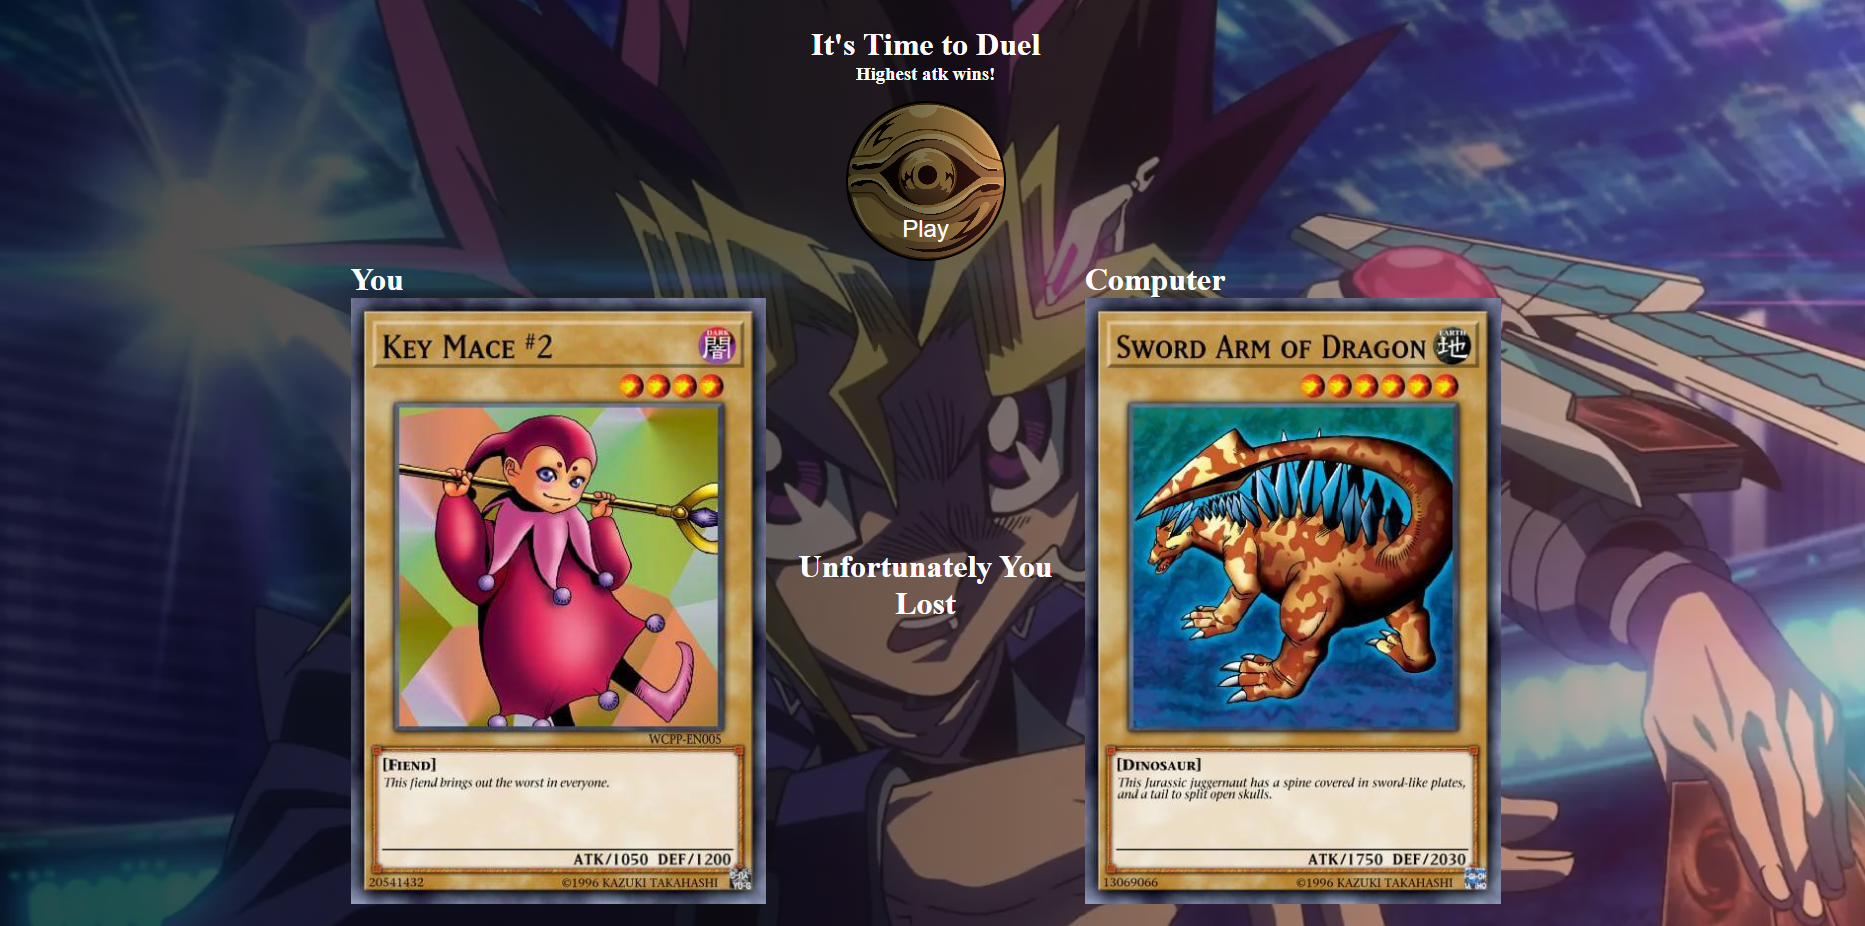 It's Time to Duel
Highest atk wins!
Play
You
Computer
KEY MACE #2
DARK
闇
WCPP-EN005
[FIEND]
This fiend brings out the worst in everyone.
ATK/1050 DEF/1200
20541432
©1996 KAZUKI TAKAHASHI
Unfortunately You
Lost
SWORD ARM OF DRAGON
EARTH
地
[DINOSAUR]
This Jurassic juggernaut has a spine covered in sword-like plates,
and a tail to split open skulls.
ATK/1750 DEF/2030
13069066
©1996 KAZUKI TAKAHASHI